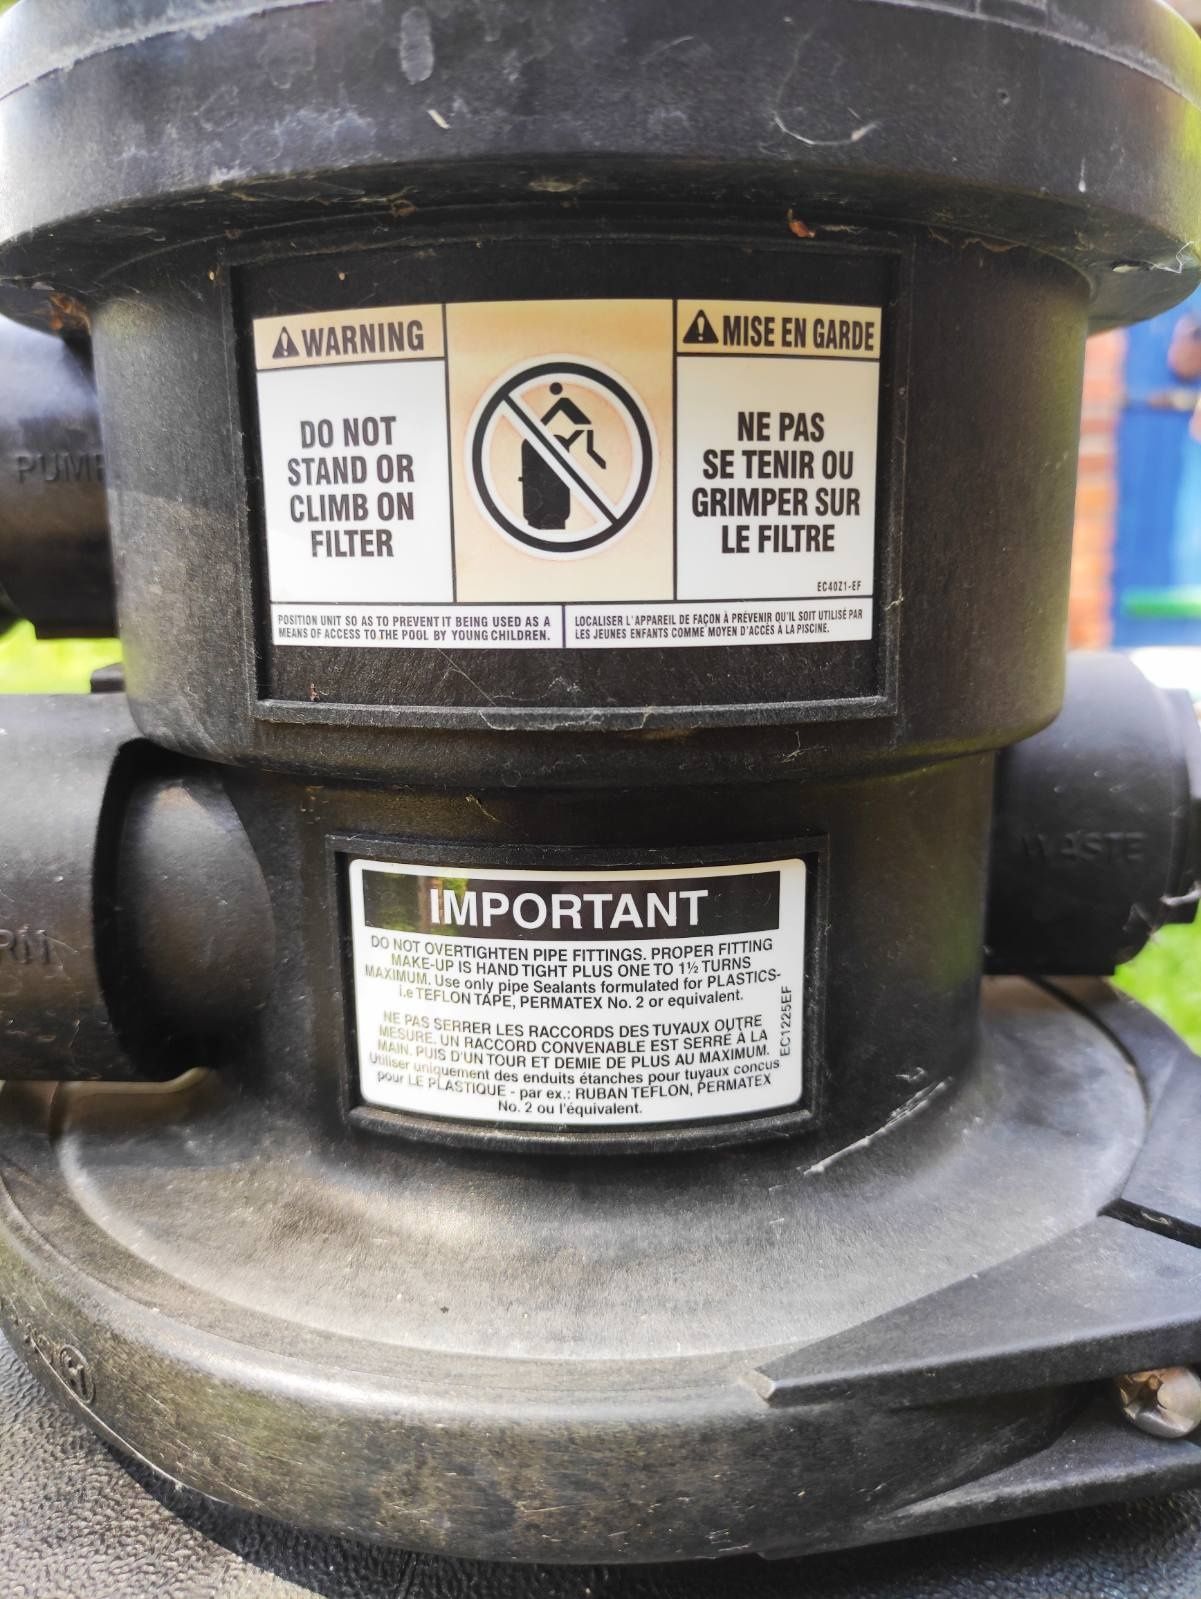 WARNING
DO NOT
STAND OR
CLIMB ON
FILTER
MISE EN GARDE
NE PAS
SE TENIR OU
GRIMPER SUR
LE FILTRE
EC40Z1-EF
POSITION UNIT SO AS TO PREVENT IT BEING USED AS A
MEANS OF ACCESS TO THE POOL BY YOUNG CHILDREN.
LOCALISER L'APPAREIL DE FAÇON À PRÉVENIR QU'IL SOIT UTILISÉ PAR
LES JEUNES ENFANTS COMME MOYEN D'ACCÈS À LA PISCINE.
PUMP
WASTE
IMPORTANT
DO NOT OVERTIGHTEN PIPE FITTINGS. PROPER FITTING
MAKE-UP IS HAND TIGHT PLUS ONE TO 1½ TURNS
MAXIMUM. Use only pipe Sealants formulated for PLASTICS-
i.e TEFLON TAPE, PERMATEX No. 2 or equivalent.
NE PAS SERRER LES RACCORDS DES TUYAUX OUTRE
MESURE. UN RACCORD CONVENABLE EST SERRÉ À LA
MAIN. PUIS D'UN TOUR ET DEMIE DE PLUS AU MAXIMUM.
Utiliser uniquement des enduits étanches pour tuyaux concus
pour LE PLASTIQUE - par ex.: RUBAN TEFLON, PERMATEX
No. 2 ou l'équivalent.
EC1225EF
RN
H